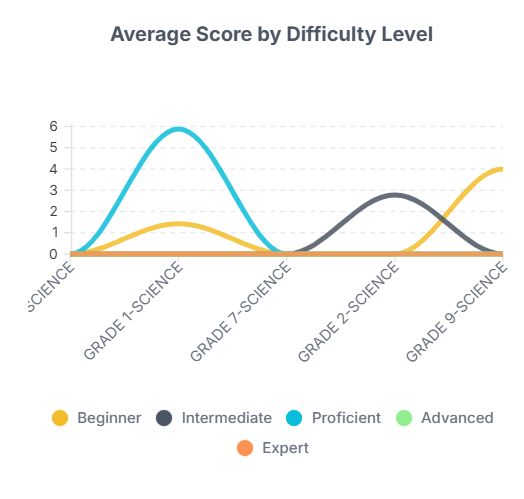 Average Score by Difficulty Level
6
5
4
3
2
1
0
SCIENCE
GRADE 1-SCIENCE
GRADE 7-SCIENCE
GRADE 2-SCIENCE
GRADE 9-SCIENCE
Beginner Intermediate Proficient Advanced
Expert